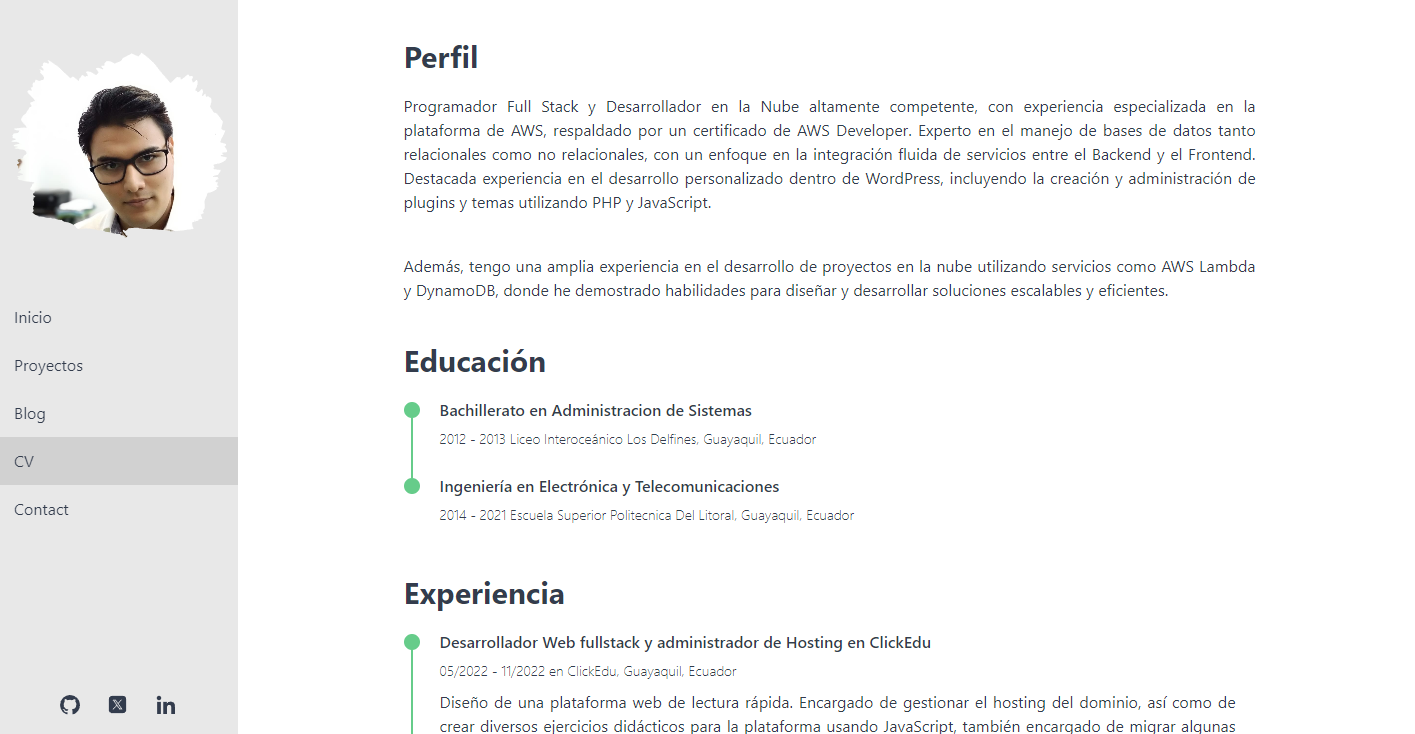 Inicio
Proyectos
Blog
CV
Contact
Perfil
Programador Full Stack y Desarrollador en la Nube altamente competente, con experiencia especializada en la
plataforma de AWS, respaldado por un certificado de AWS Developer. Experto en el manejo de bases de datos tanto
relacionales como no relacionales, con un enfoque en la integración fluida de servicios entre el Backend y el Frontend.
Destacada experiencia en el desarrollo personalizado dentro de WordPress, incluyendo la creación y administración de
plugins y temas utilizando PHP y JavaScript.
Además, tengo una amplia experiencia en el desarrollo de proyectos en la nube utilizando servicios como AWS Lambda
y DynamoDB, donde he demostrado habilidades para diseñar y desarrollar soluciones escalables y eficientes.
Educación
Bachillerato en Administracion de Sistemas
2012 - 2013 Liceo Interoceánico Los Delfines, Guayaquil, Ecuador
Ingeniería en Electrónica y Telecomunicaciones
2014 - 2021 Escuela Superior Politecnica Del Litoral, Guayaquil, Ecuador
Experiencia
Desarrollador Web fullstack y administrador de Hosting en ClickEdu
05/2022 - 11/2022 en ClickEdu, Guayaquil, Ecuador
Diseño de una plataforma web de lectura rápida. Encargado de gestionar el hosting del dominio, así como de
crear diversos ejercicios didácticos para la plataforma usando JavaScript, también encargado de migrar algunas